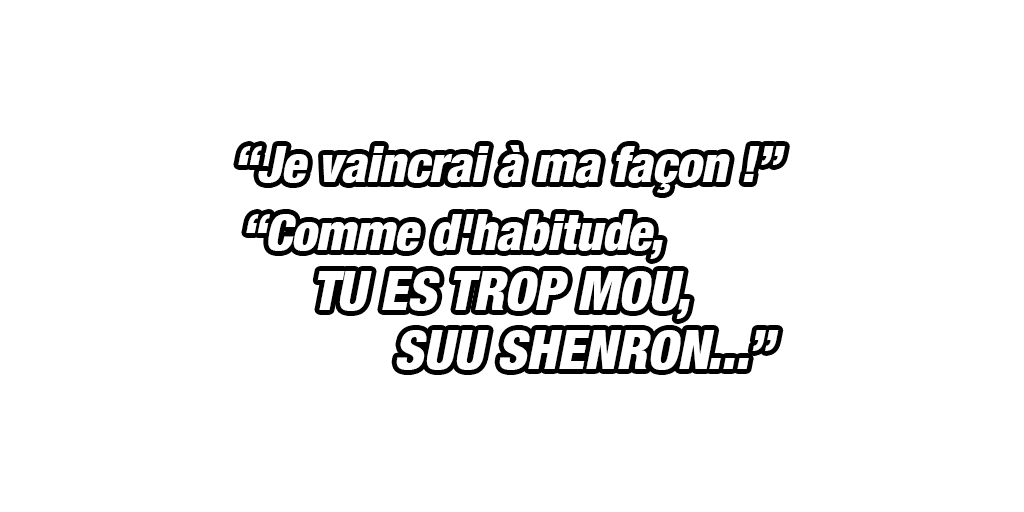 “Je vaincrai à ma façon !”
“Comme d'habitude,
TU ES TROP MOU,
SUU SHENRON...”